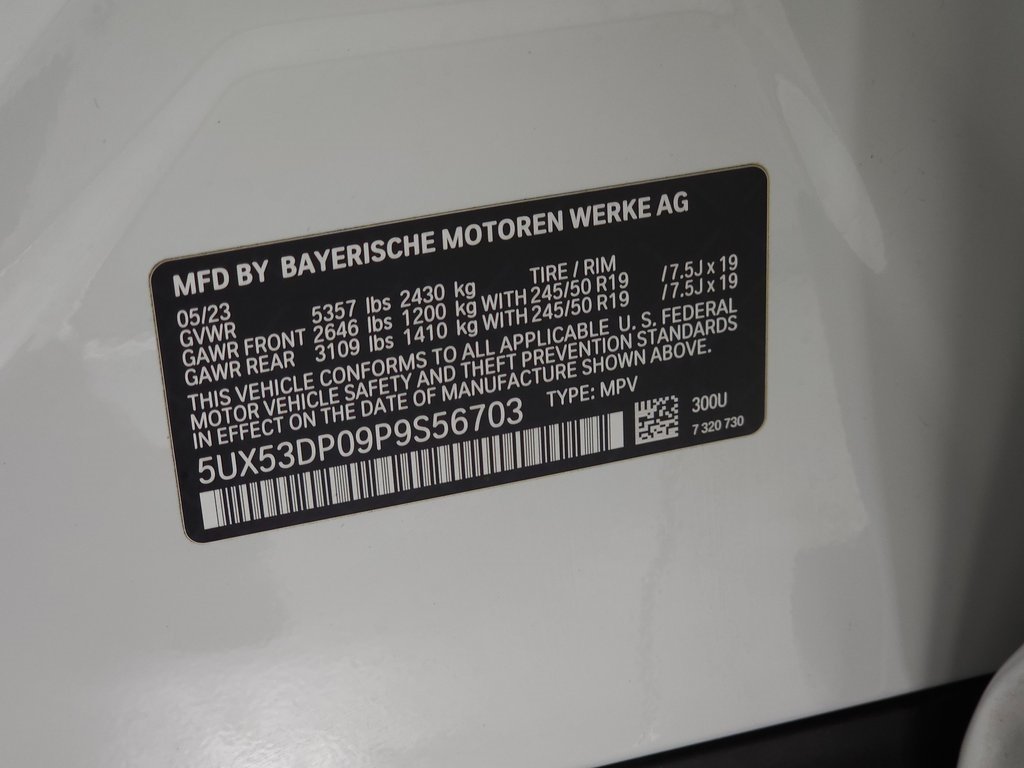 MFD BY BAYERISCHE MOTOREN WERKE AG
05/23 TIRE / RIM
GVWR 5357 lbs 2430 kg
GAWR FRONT 2646 lbs 1200 kg WITH 245/50 R19 / 7.5J x 19
GAWR REAR 3109 lbs 1410 kg WITH 245/50 R19 / 7.5J x 19
THIS VEHICLE CONFORMS TO ALL APPLICABLE U. S. FEDERAL
MOTOR VEHICLE SAFETY AND THEFT PREVENTION STANDARDS
IN EFFECT ON THE DATE OF MANUFACTURE SHOWN ABOVE.
5UX53DP09P9S56703 TYPE: MPV
300U
7 320 730